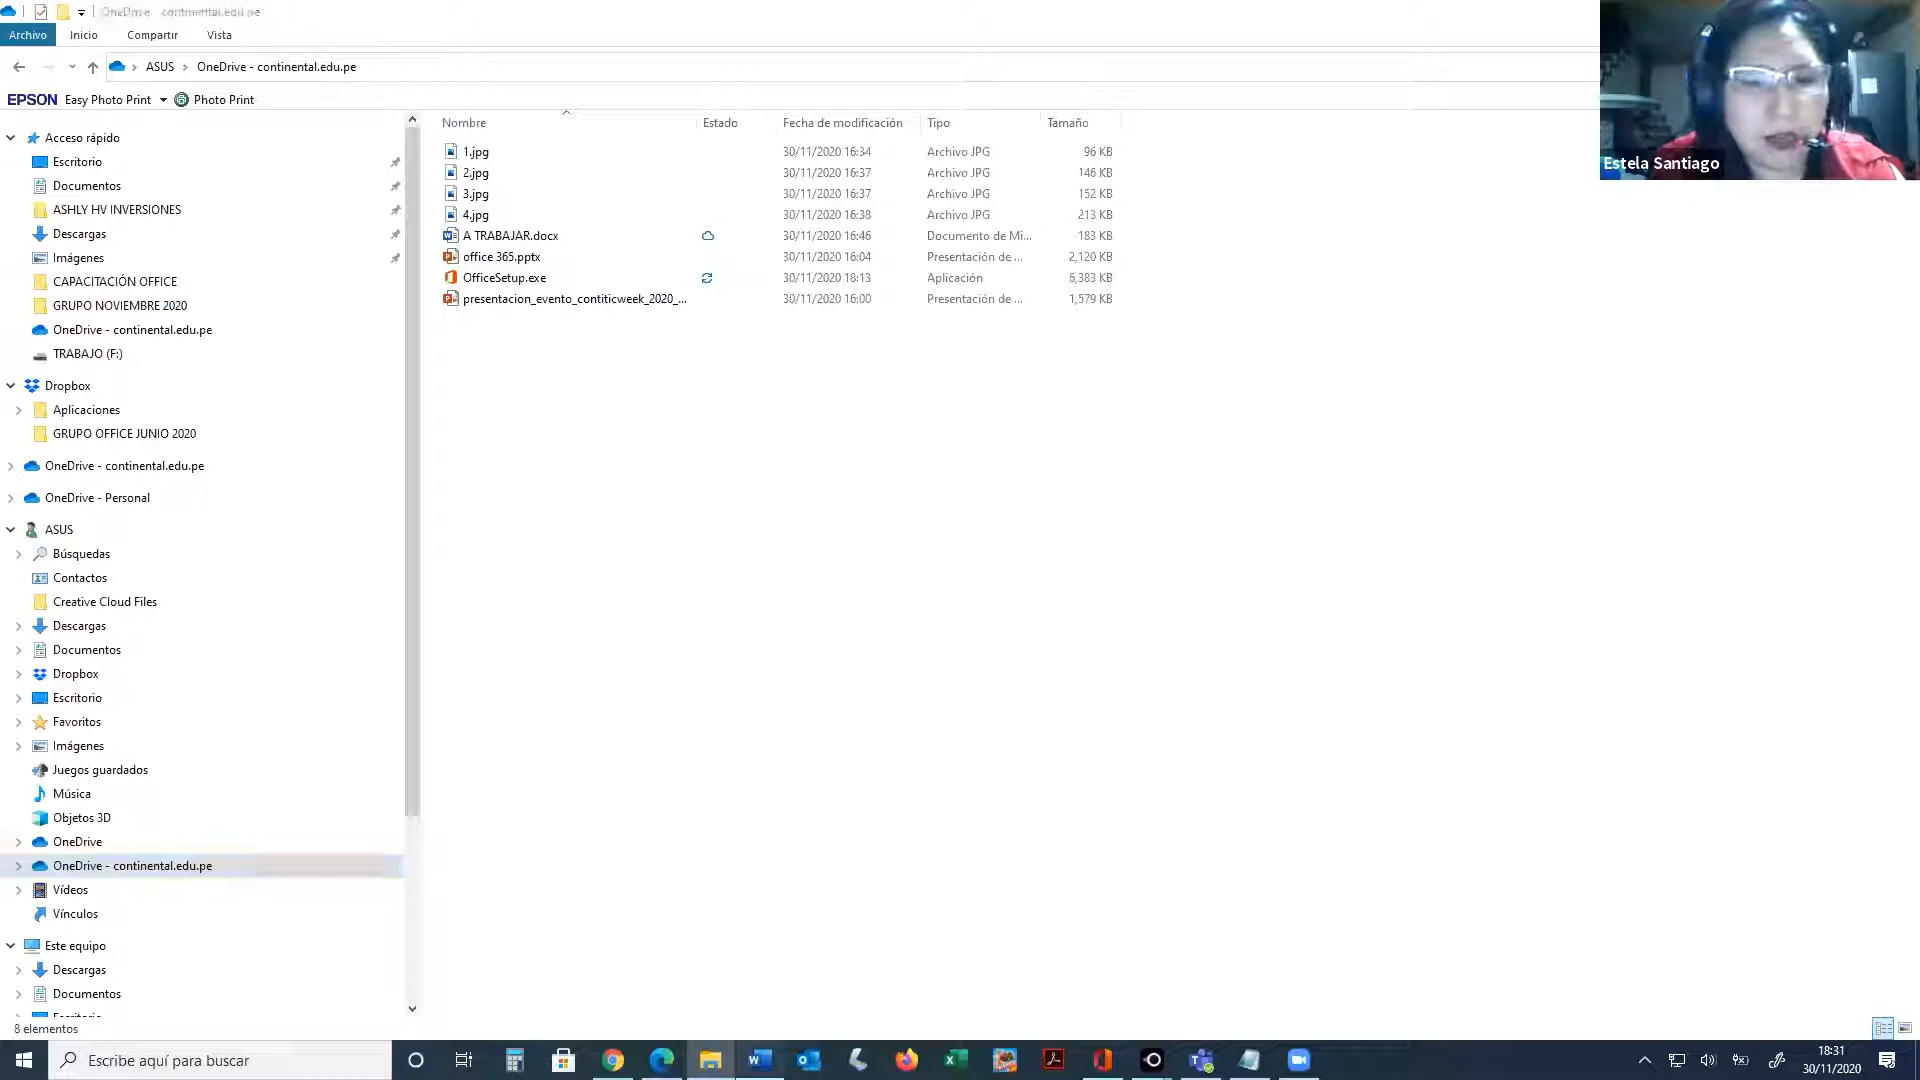 OneDrive - continental.edu.pe
Archivo Inicio Compartir Vista
ASUS OneDrive - continental.edu.pe
EPSON Easy Photo Print Photo Print
Estela Santiago
Nombre Estado Fecha de modificación Tipo Tamaño
1.jpg 30/11/2020 16:34 Archivo JPG 96 KB
2.jpg 30/11/2020 16:37 Archivo JPG 146 KB
3.jpg 30/11/2020 16:37 Archivo JPG 152 KB
4.jpg 30/11/2020 16:38 Archivo JPG 213 KB
A TRABAJAR.docx 30/11/2020 16:46 Documento de Mi... 183 KB
office 365.pptx 30/11/2020 16:04 Presentación de ... 2,120 KB
OfficeSetup.exe 30/11/2020 18:13 Aplicación 6,383 KB
presentacion_evento_contiticweek_2020_... 30/11/2020 16:00 Presentación de ... 1,579 KB
Acceso rápido
Escritorio
Documentos
ASHLY HV INVERSIONES
Descargas
Imágenes
CAPACITACIÓN OFFICE
GRUPO NOVIEMBRE 2020
OneDrive - continental.edu.pe
TRABAJO (F:)
Dropbox
Aplicaciones
GRUPO OFFICE JUNIO 2020
OneDrive - continental.edu.pe
OneDrive - Personal
ASUS
Búsquedas
Contactos
Creative Cloud Files
Descargas
Documentos
Dropbox
Escritorio
Favoritos
Imágenes
Juegos guardados
Música
Objetos 3D
OneDrive
OneDrive - continental.edu.pe
Vídeos
Vínculos
Este equipo
Descargas
Documentos
Escritorio
8 elementos
Escribe aquí para buscar
18:31
30/11/2020